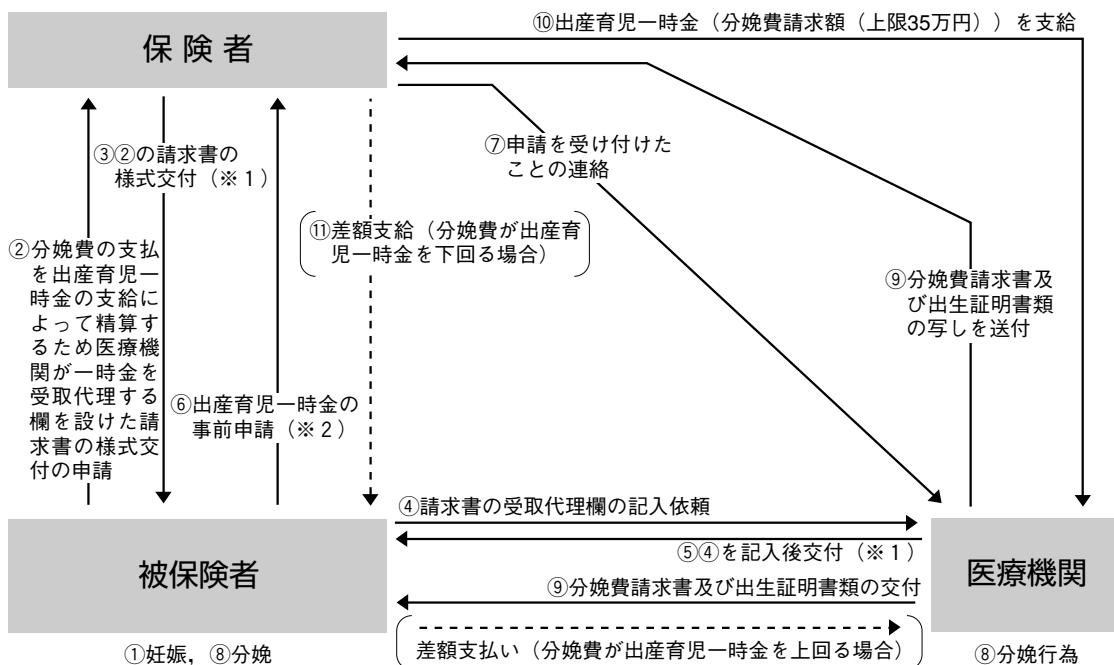 ⑩出産育児一時金（分娩費請求額（上限35万円））を支給
保険者
③②の請求書の
様式交付（※１）
⑦申請を受け付けた
ことの連絡
⑪差額支給（分娩費が出産育
児一時金を下回る場合）
②分娩費の支払
を出産育児一
時金の支給に
よって精算す
るため医療機
関が一時金を
受取代理する
欄を設けた請
求書の様式交
付の申請
⑨分娩費請求書及
び出生証明書類
の写しを送付
⑥出産育児一時金の
事前申請（※２）
④請求書の受取代理欄の記入依頼
⑤④を記入後交付（※１）
被保険者
医療機関
⑨分娩費請求書及び出生証明書類の交付
差額支払い（分娩費が出産育児一時金を上回る場合）
①妊娠，⑧分娩
⑧分娩行為